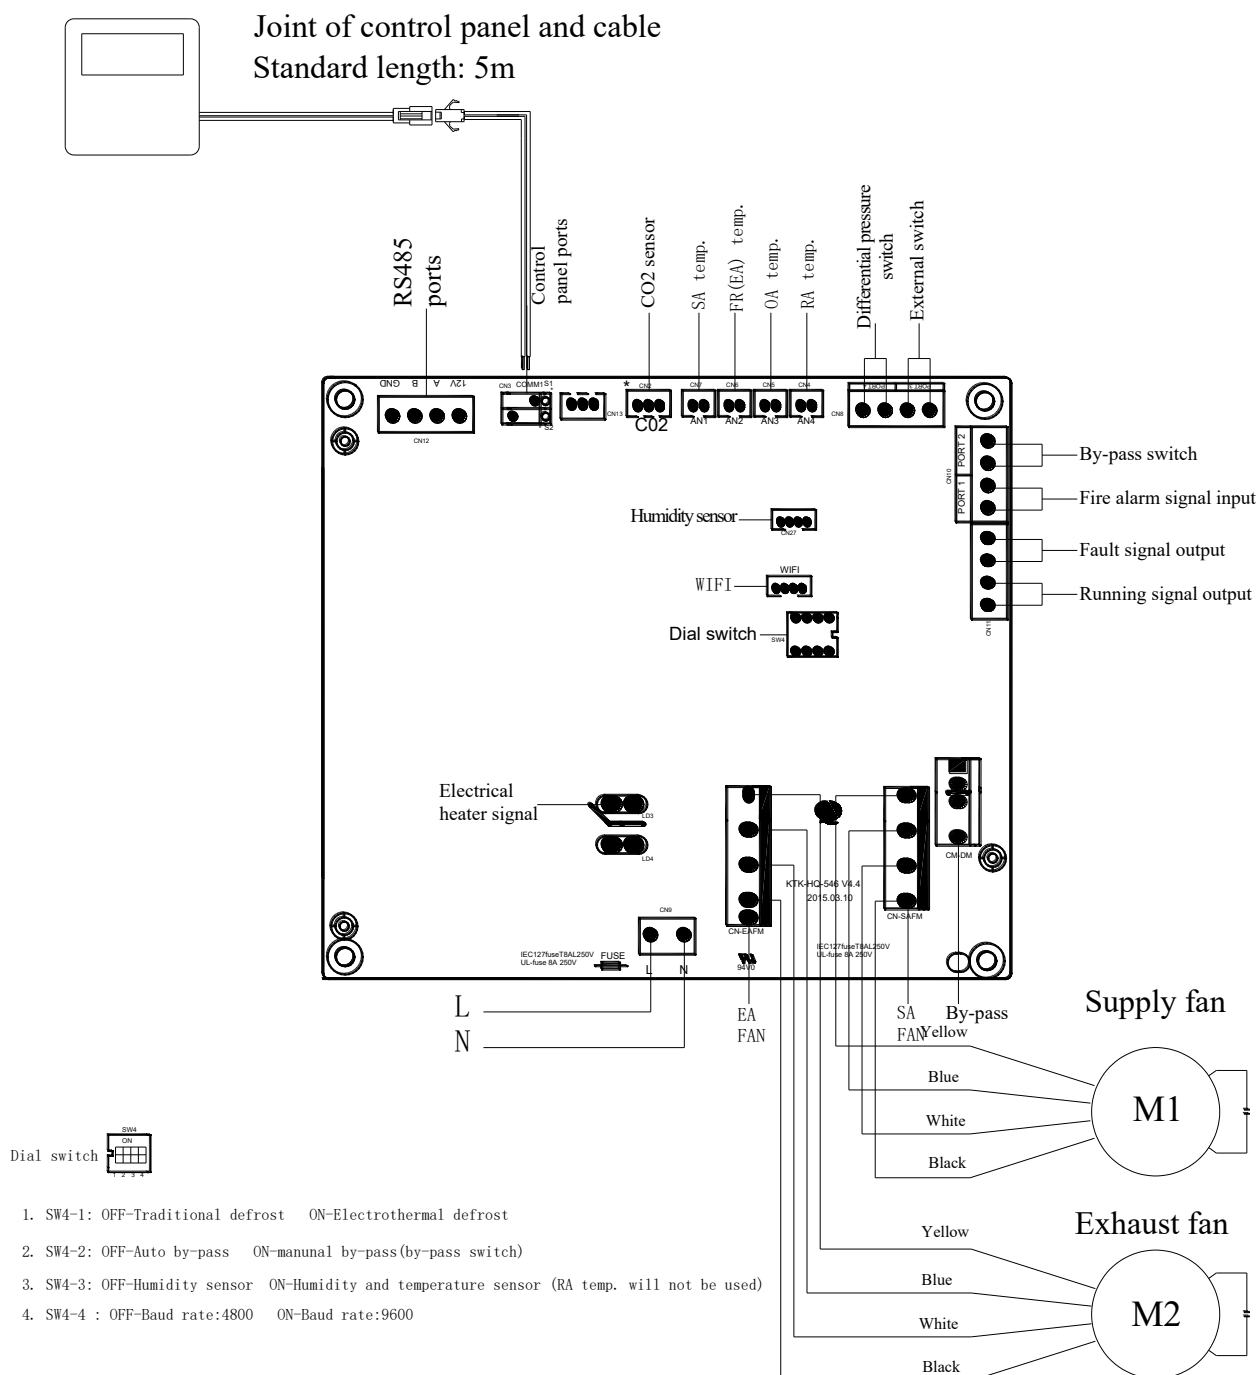 Joint of control panel and cable
Standard length: 5m
RS485
ports
Control
panel ports
CO2 sensor
SA temp.
FR(EA) temp.
OA temp.
RA temp.
Differential pressure
switch
External switch
GND
B
A
12V
CN12
CN3
COMM1
S1
S2
CN13
*
CN2
C02
CN7
AN1
CN6
AN2
CN5
AN3
CN4
AN4
CN8
CN10
PORT 2
PORT 1
By-pass switch
Fire alarm signal input
Fault signal output
Running signal output
CN11
Humidity sensor
CN27
WIFI
WIFI
Dial switch
SW4
Electrical
heater signal
LD3
LD4
CN9
L
N
IEC127fuseT8AL250V
UL-fuse 8A 250V
FUSE
CN-EAFM
94V0
KTK-HQ-546 V4.4
2015.03.10
CN-SAFM
IEC127fuseT8AL250V
UL-fuse 8A 250V
CM-DM
L
N
EA
FAN
SA
FAN
By-pass
Supply fan
Yellow
Blue
White
Black
M1
Exhaust fan
Yellow
Blue
White
Black
M2
Dial switch
SW4
ON
1 2 3 4
1. SW4-1: OFF-Traditional defrost ON-Electrothermal defrost
2. SW4-2: OFF-Auto by-pass ON-manunal by-pass(by-pass switch)
3. SW4-3: OFF-Humidity sensor ON-Humidity and temperature sensor (RA temp. will not be used)
4. SW4-4 : OFF-Baud rate:4800 ON-Baud rate:9600